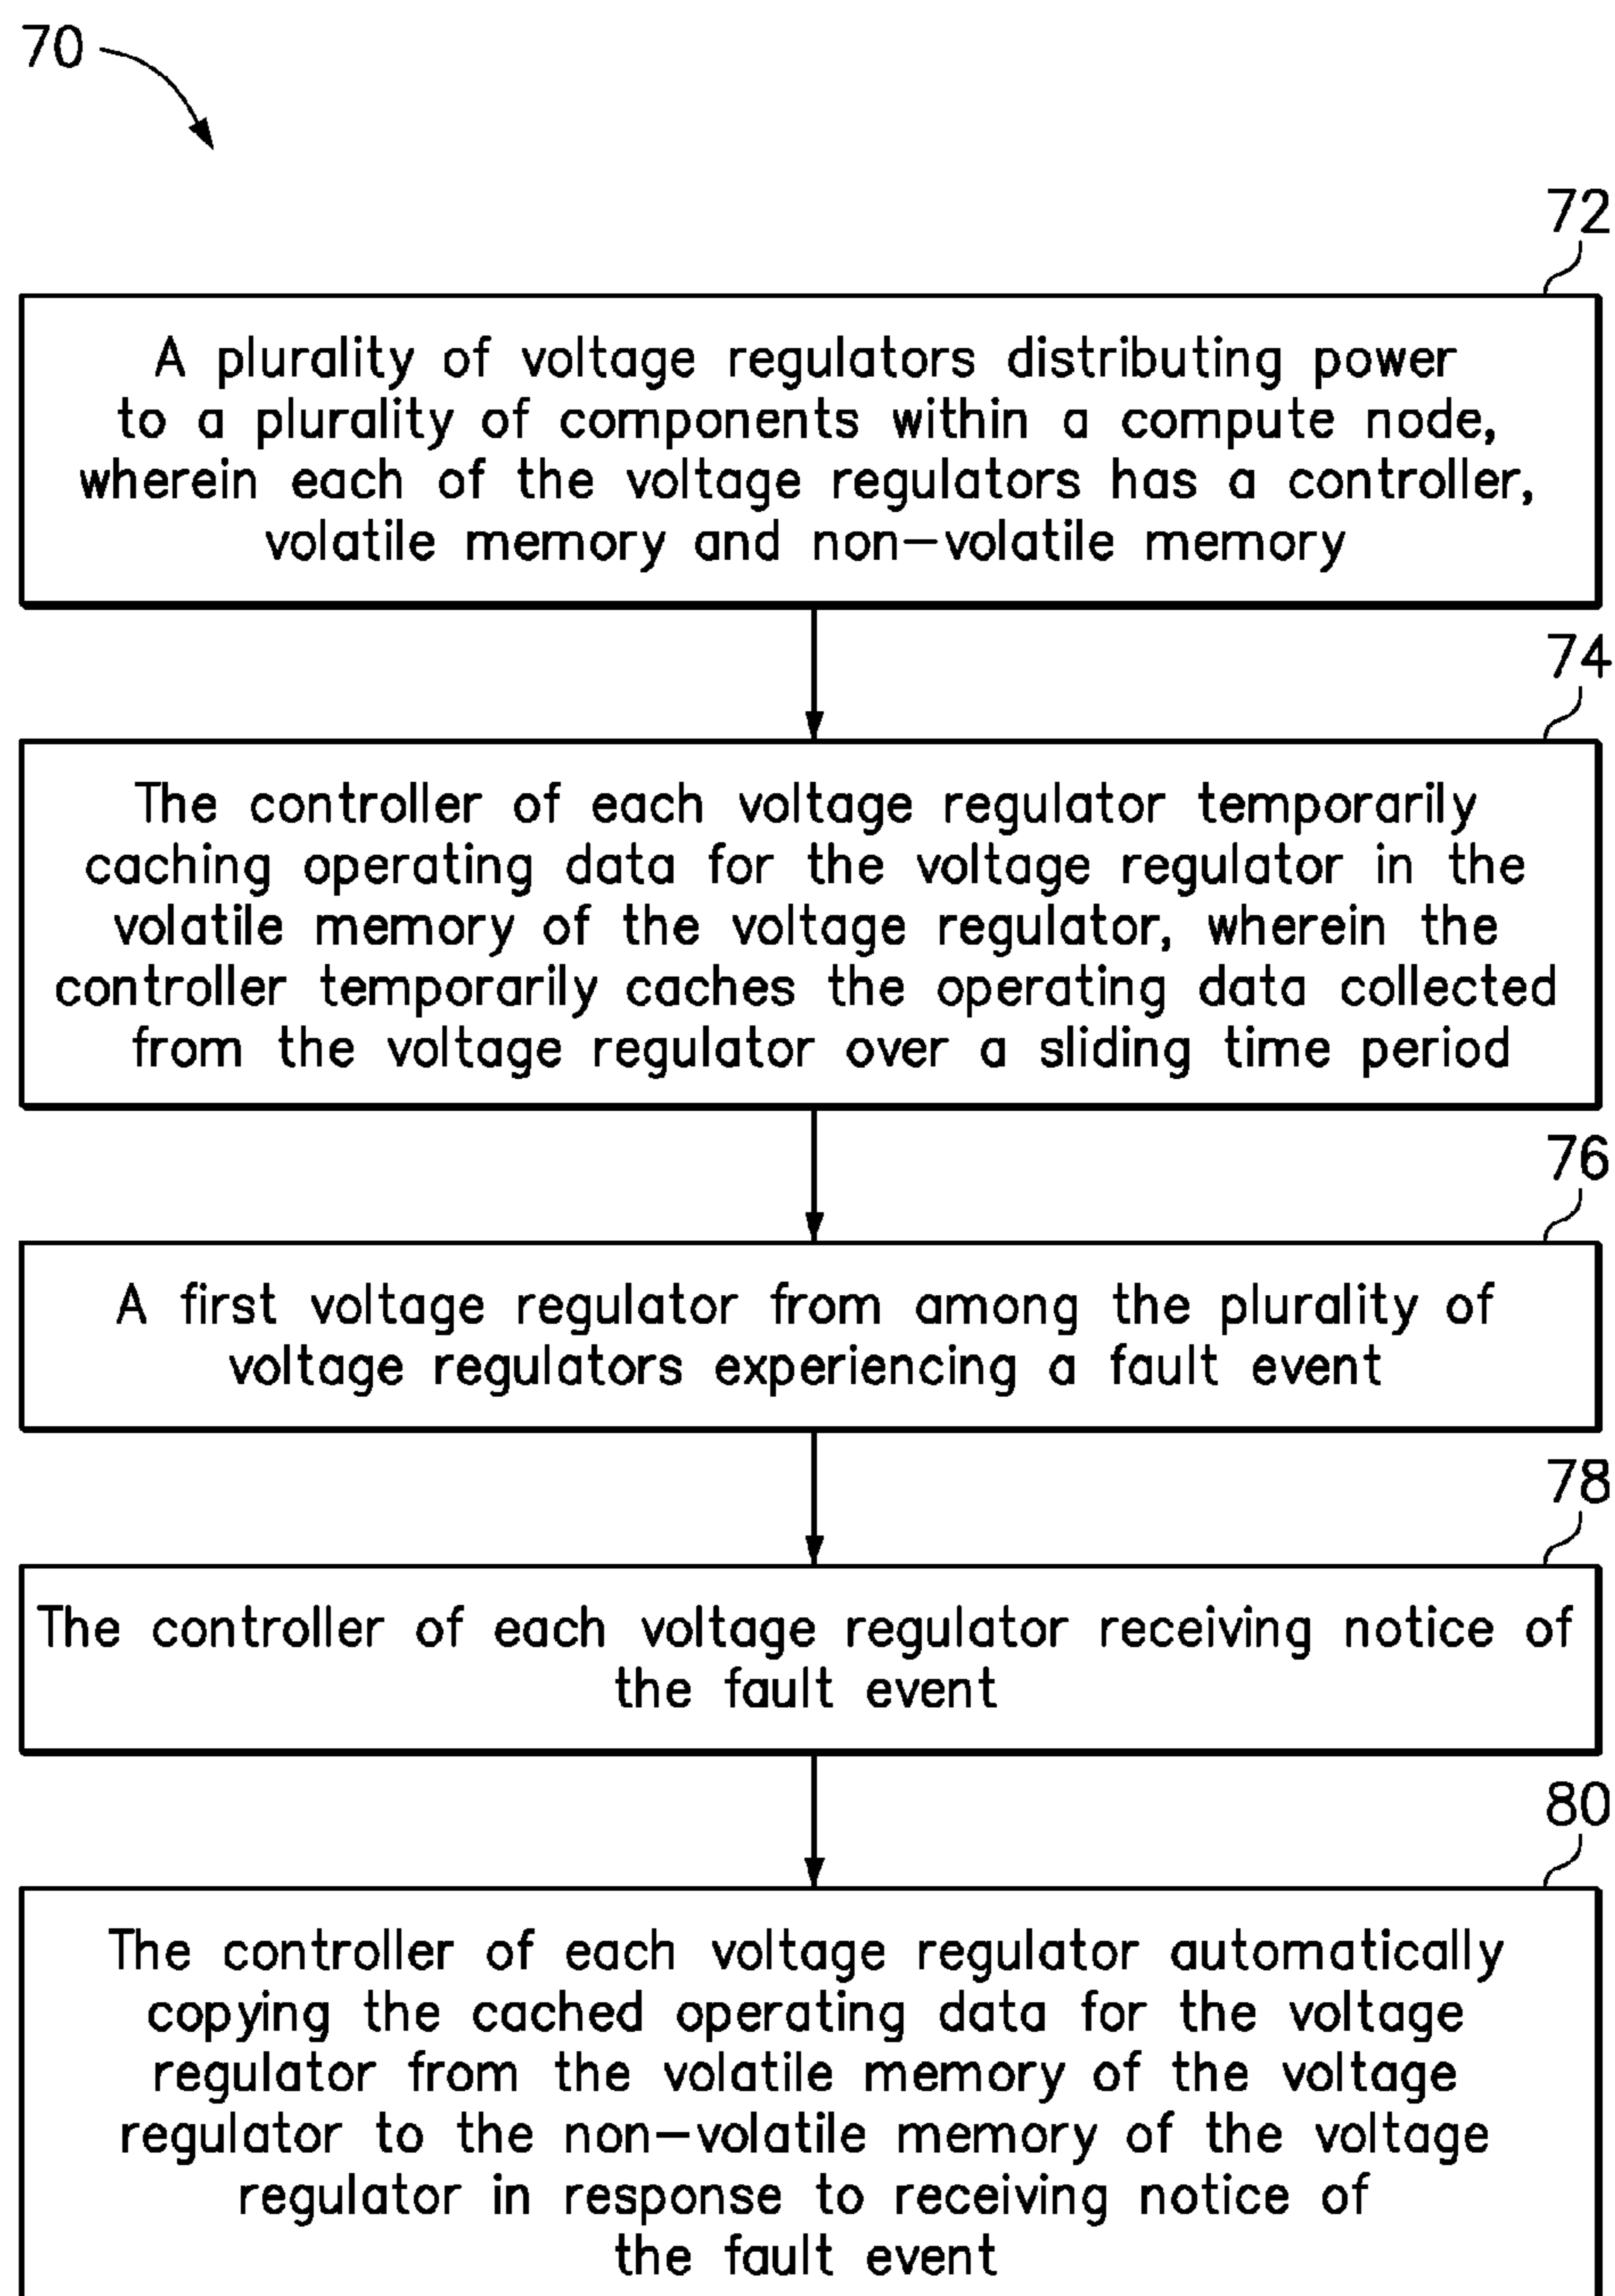 70
72
A plurality of voltage regulators distributing power
to a plurality of components within a compute node,
wherein each of the voltage regulators has a controller,
volatile memory and non-volatile memory
74
The controller of each voltage regulator temporarily
caching operating data for the voltage regulator in the
volatile memory of the voltage regulator, wherein the
controller temporarily caches the operating data collected
from the voltage regulator over a sliding time period
76
A first voltage regulator from among the plurality of
voltage regulators experiencing a fault event
78
The controller of each voltage regulator receiving notice of
the fault event
80
The controller of each voltage regulator automatically
copying the cached operating data for the voltage
regulator from the volatile memory of the voltage
regulator to the non-volatile memory of the voltage
regulator in response to receiving notice of
the fault event